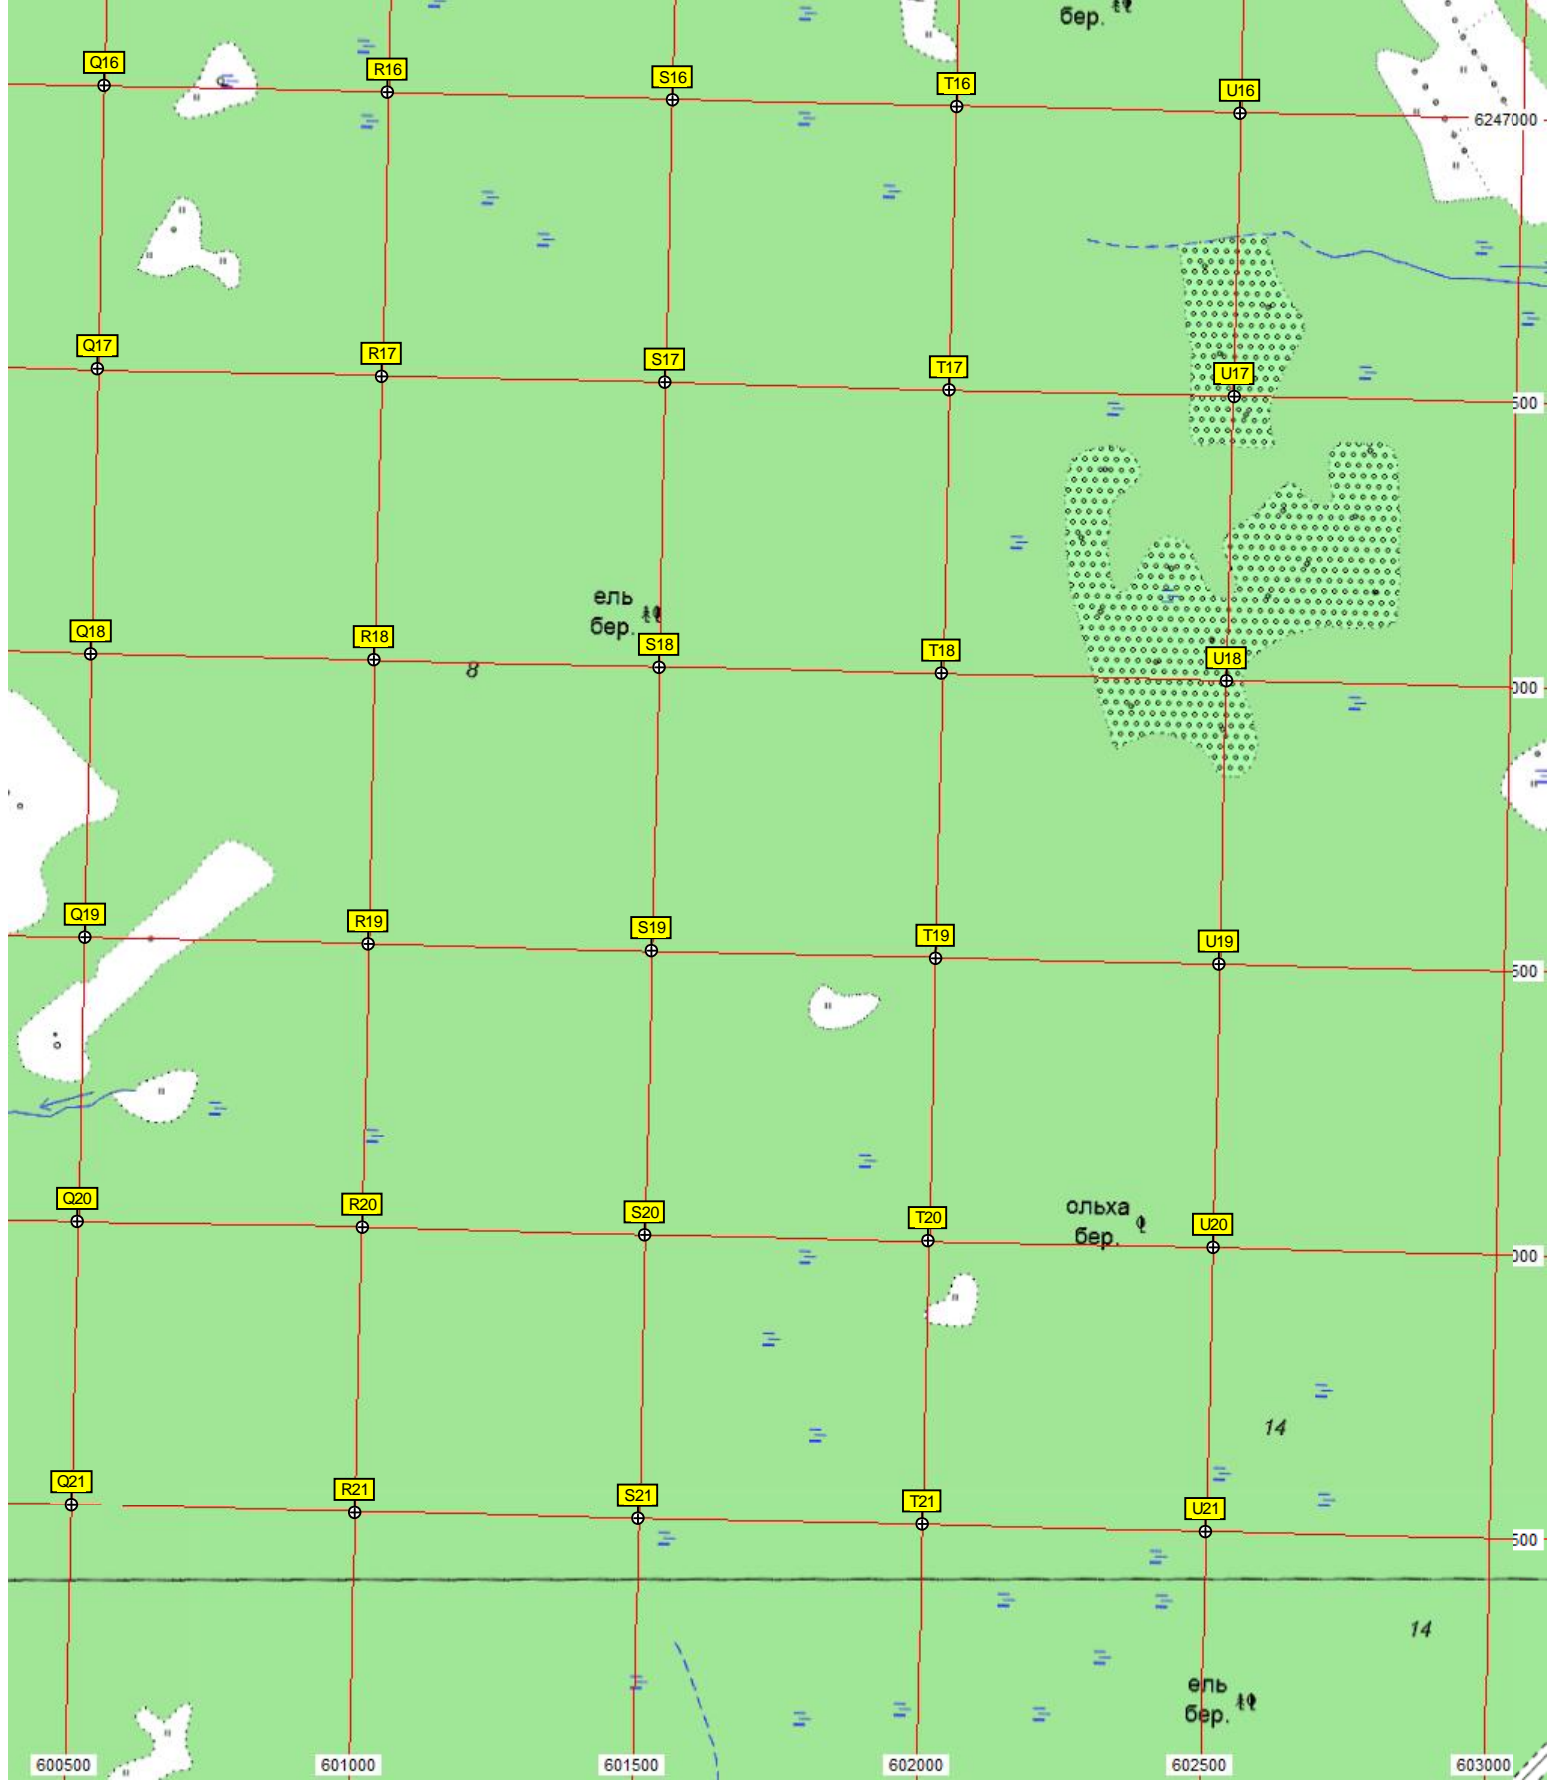 бер.
Q16
R16
S16
T16
U16
6247000
Q17
R17
S17
T17
U17
500
ель
бер.
Q18
R18
S18
T18
U18
000
8
Q19
R19
S19
T19
U19
500
Q20
R20
S20
T20
U20
ольха
бер.
000
14
Q21
R21
S21
T21
U21
500
14
ель
бер.
600500
601000
601500
602000
602500
603000